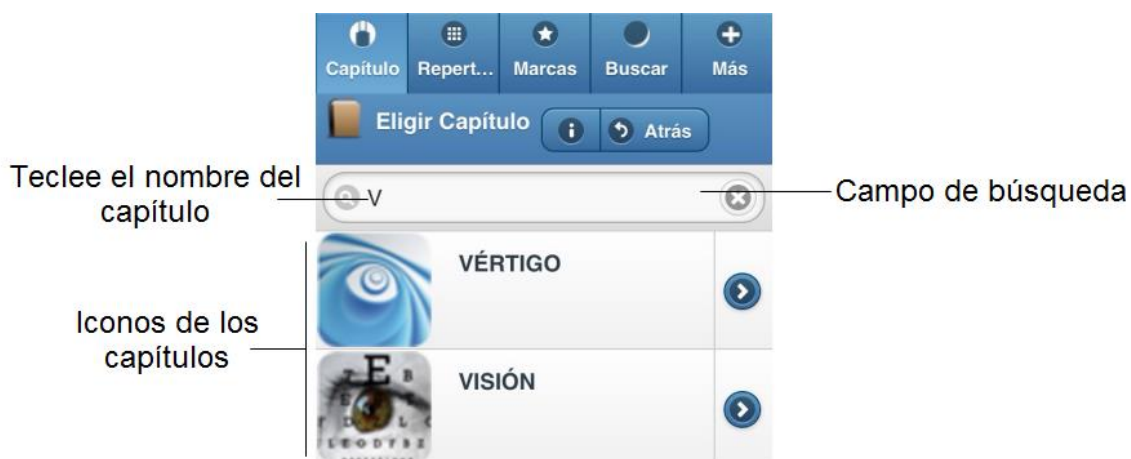 Capítulo Repert... Marcas Buscar Más
Eligir Capítulo Atrás
Teclee el nombre del
capítulo
V
Campo de búsqueda
VÉRTIGO
Iconos de los
capítulos
E
VISIÓN